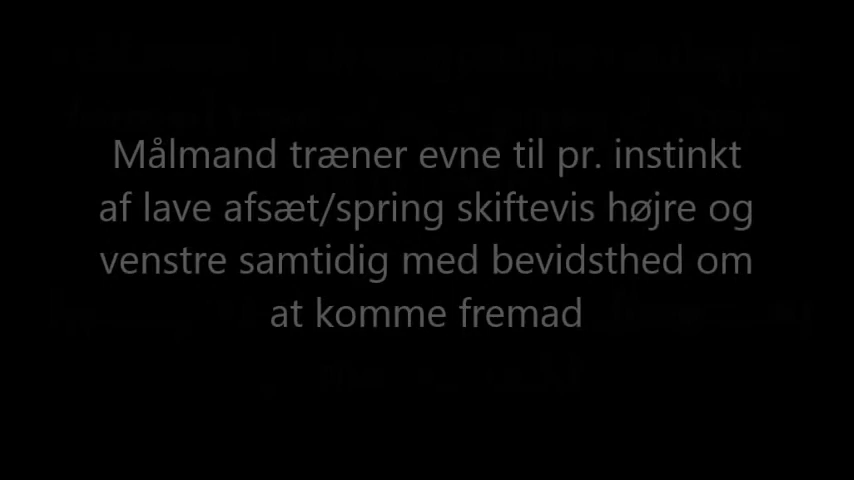 Målmand træner evne til pr. instinkt
af lave afsæt/spring skiftevis højre og
venstre samtidig med bevidsthed om
at komme fremad